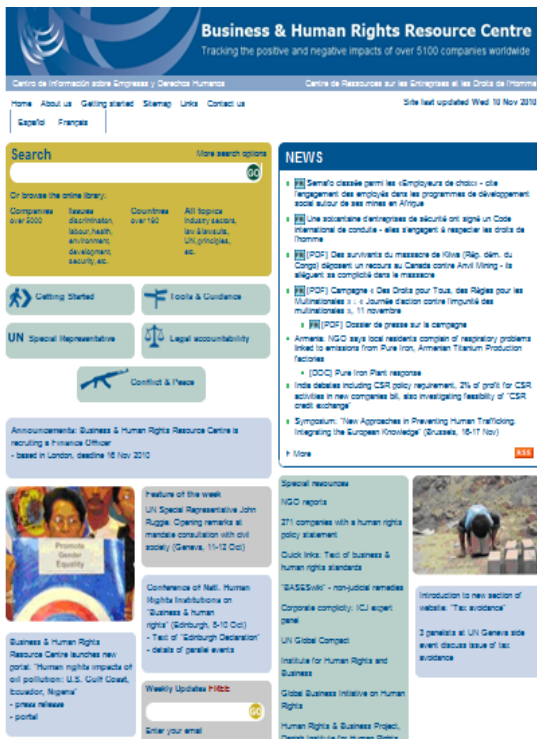 Business & Human Rights Resource Centre
Tracking the positive and negative impacts of over 5100 companies worldwide
Centro de Información sobre Empresas y Derechos Humanos
Centre de Ressources sur les Entreprises et les Droits de l'Homme
Home About us Getting started Sitemap Links Contact us
Site last updated Wed 10 Nov 2010
Español Français
Search
More search options
GO
Or browse the online library:
Companies
over 5000
Issues
discrimination,
labour, health,
environment,
development,
security, etc.
Countries
over 180
All topics
industry sectors,
law & lawsuits,
UN, principles,
etc.
Getting Started
Tools & Guidance
UN Special Representative
Legal accountability
Conflict & Peace
Announcements: Business & Human Rights Resource Centre is
recruiting a Finance Officer
- based in London, deadline 16 Nov 2010
NEWS
FR Semafo classée parmi les «Employeurs de choix» - cite
l'engagement des employés dans les programmes de développement
social autour de ses mines en Afrique
FR Une soixantaine d'entreprises de sécurité ont signé un Code
international de conduite - elles s'engagent à respecter les droits de
l'homme
FR [PDF] Des survivants du massacre de Kilwa (Rép. dém. du
Congo) déposent un recours au Canada contre Anvil Mining - ils
allèguent sa complicité dans le massacre
FR [PDF] Campagne « Des Droits pour Tous, des Règles pour les
Multinationales » : « Journée d'action contre l'impunité des
multinationales », 11 novembre
FR [PDF] Dossier de presse sur la campagne
Armenia: NGO says local residents complain of respiratory problems
linked to emissions from Pure Iron, Armenian Titanium Production
factories
[DOC] Pure Iron Plant response
India debates including CSR policy requirement, 2% of profit for CSR
activities in new companies bill, also investigating feasibility of "CSR
credit exchange"
Symposium: "New Approaches in Preventing Human Trafficking.
Integrating the European Knowledge" (Brussels, 16-17 Nov)
More
RSS
Promote
Gender
Equality
Business & Human Rights
Resource Centre launches new
portal: "Human rights impacts of
oil pollution: U.S. Gulf Coast,
Ecuador, Nigeria"
- press release
- portal
Feature of the week
UN Special Representative John
Ruggie: Opening remarks at
mandate consultation with civil
society (Geneva, 11-12 Oct)
Conference of Natl. Human
Rights Institutions on
"Business & human
rights" (Edinburgh, 8-10 Oct)
- Text of "Edinburgh Declaration"
- details of parallel events
Weekly Updates FREE
GO
Enter your email
Special resources
NGO reports
271 companies with a human rights
policy statement
Quick links: Text of business &
human rights standards
"BASESwiki" - non-judicial remedies
Corporate complicity: ICJ expert
panel
UN Global Compact
Institute for Human Rights and
Business
Global Business Initiative on Human
Rights
Human Rights & Business Project,
Danish Institute for Human Rights
Introduction to new section of
website: "Tax avoidance"
3 panelists at UN Geneva side
event discuss issue of tax
avoidance